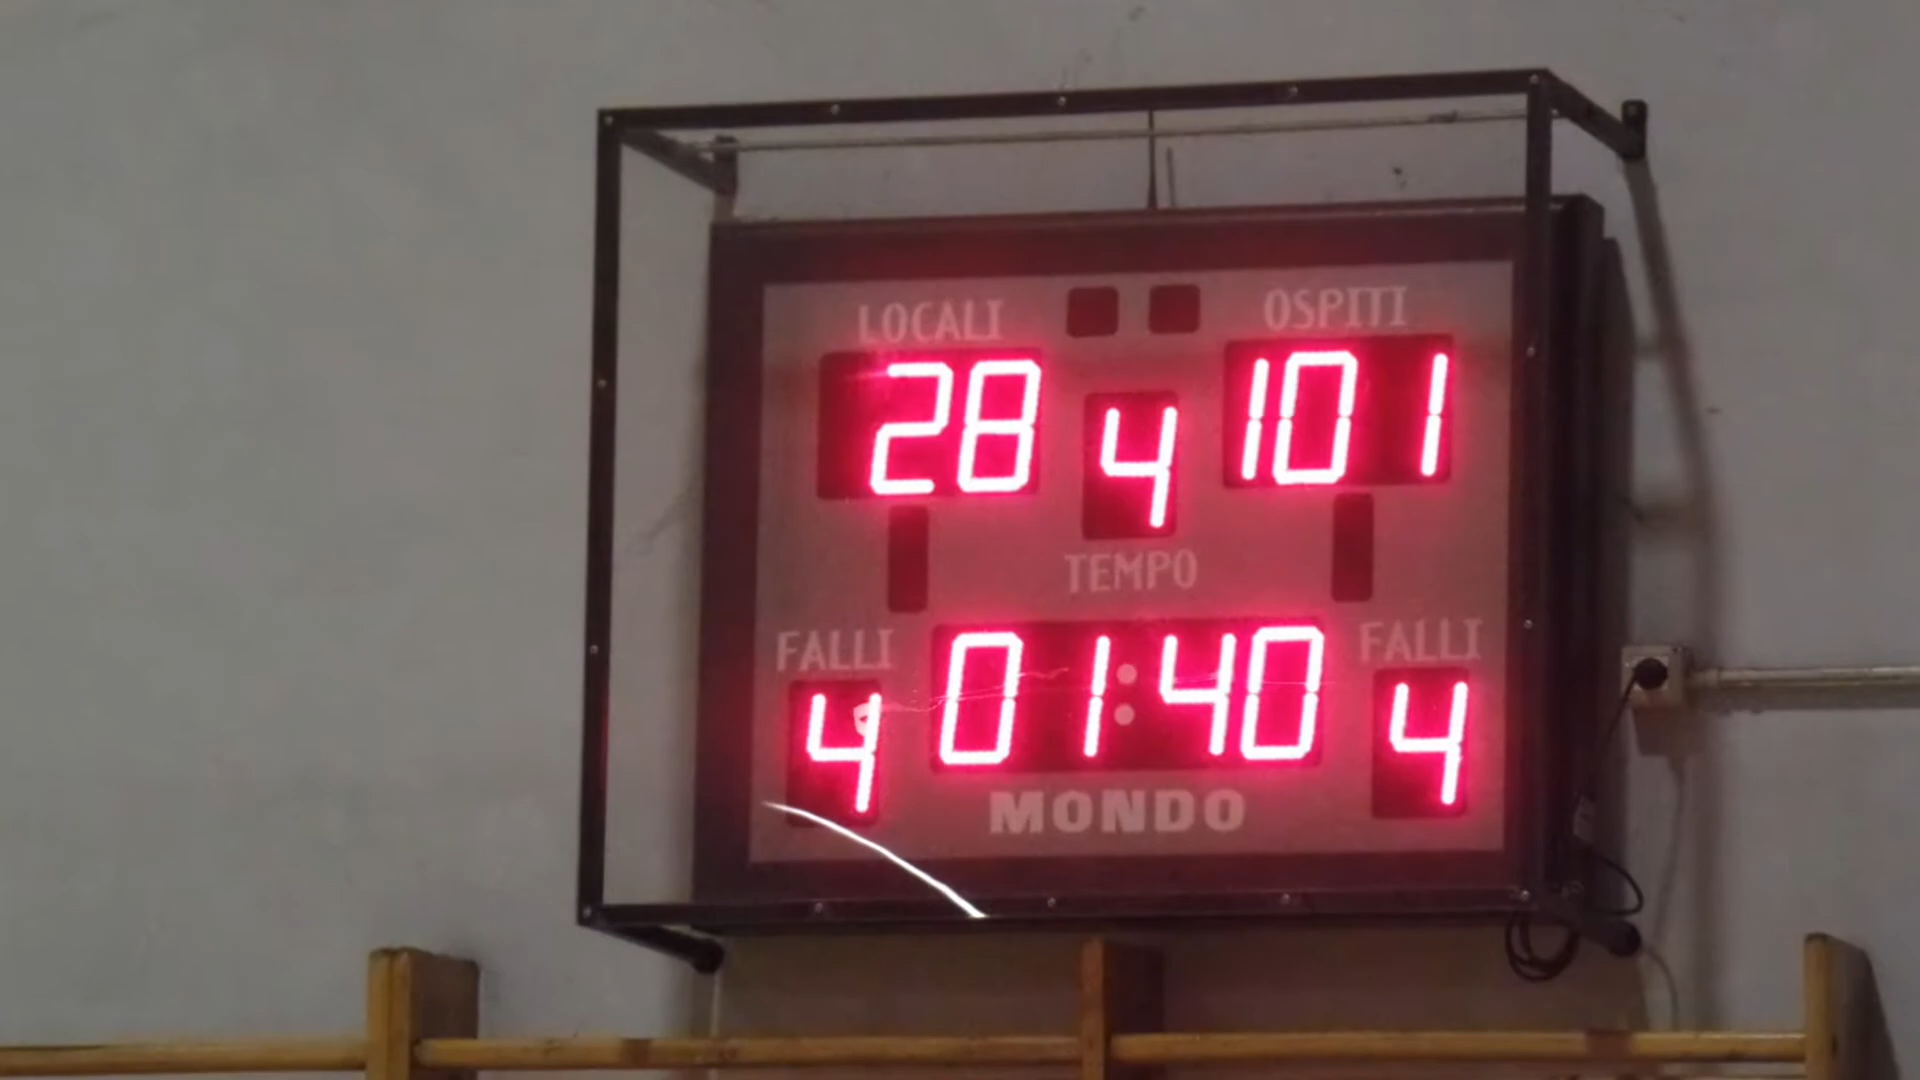 LOCALI OSPITI
28 4 101
TEMPO
FALLI 01:40 FALLI
4 4
MONDO